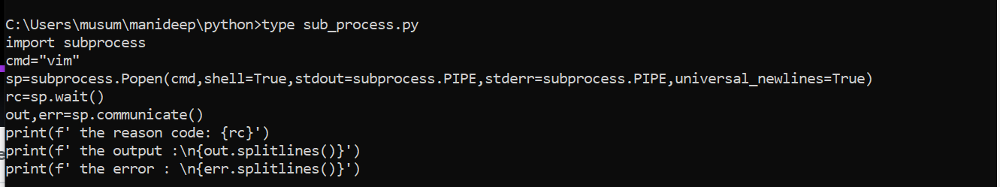 C:\Users\musum\manideep\python>type sub_process.py
import subprocess
cmd="vim"
sp=subprocess.Popen(cmd,shell=True,stdout=subprocess.PIPE,stderr=subprocess.PIPE,universal_newlines=True)
rc=sp.wait()
out,err=sp.communicate()
print(f' the reason code: {rc}')
print(f' the output :\n{out.splitlines()}')
print(f' the error : \n{err.splitlines()}')